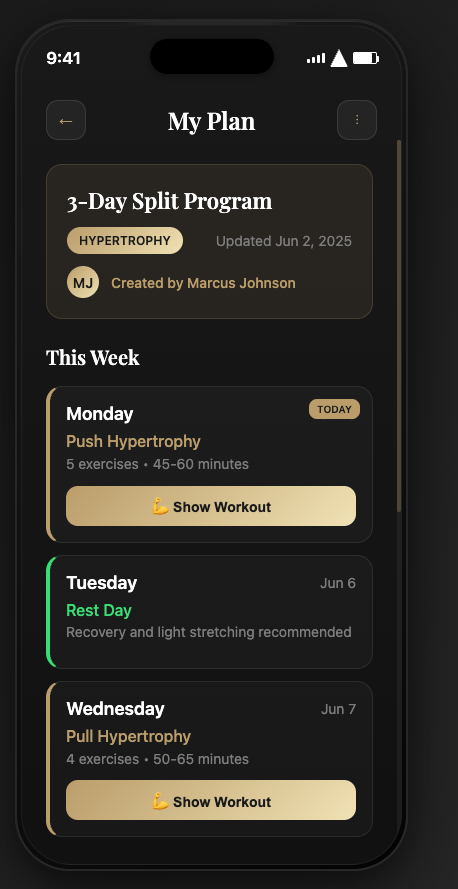 9:41
←
My Plan
⋮
3-Day Split Program
HYPERTROPHY
Updated Jun 2, 2025
MJ
Created by Marcus Johnson
This Week
Monday
TODAY
Push Hypertrophy
5 exercises • 45-60 minutes
💪 Show Workout
Tuesday
Jun 6
Rest Day
Recovery and light stretching recommended
Wednesday
Jun 7
Pull Hypertrophy
4 exercises • 50-65 minutes
💪 Show Workout